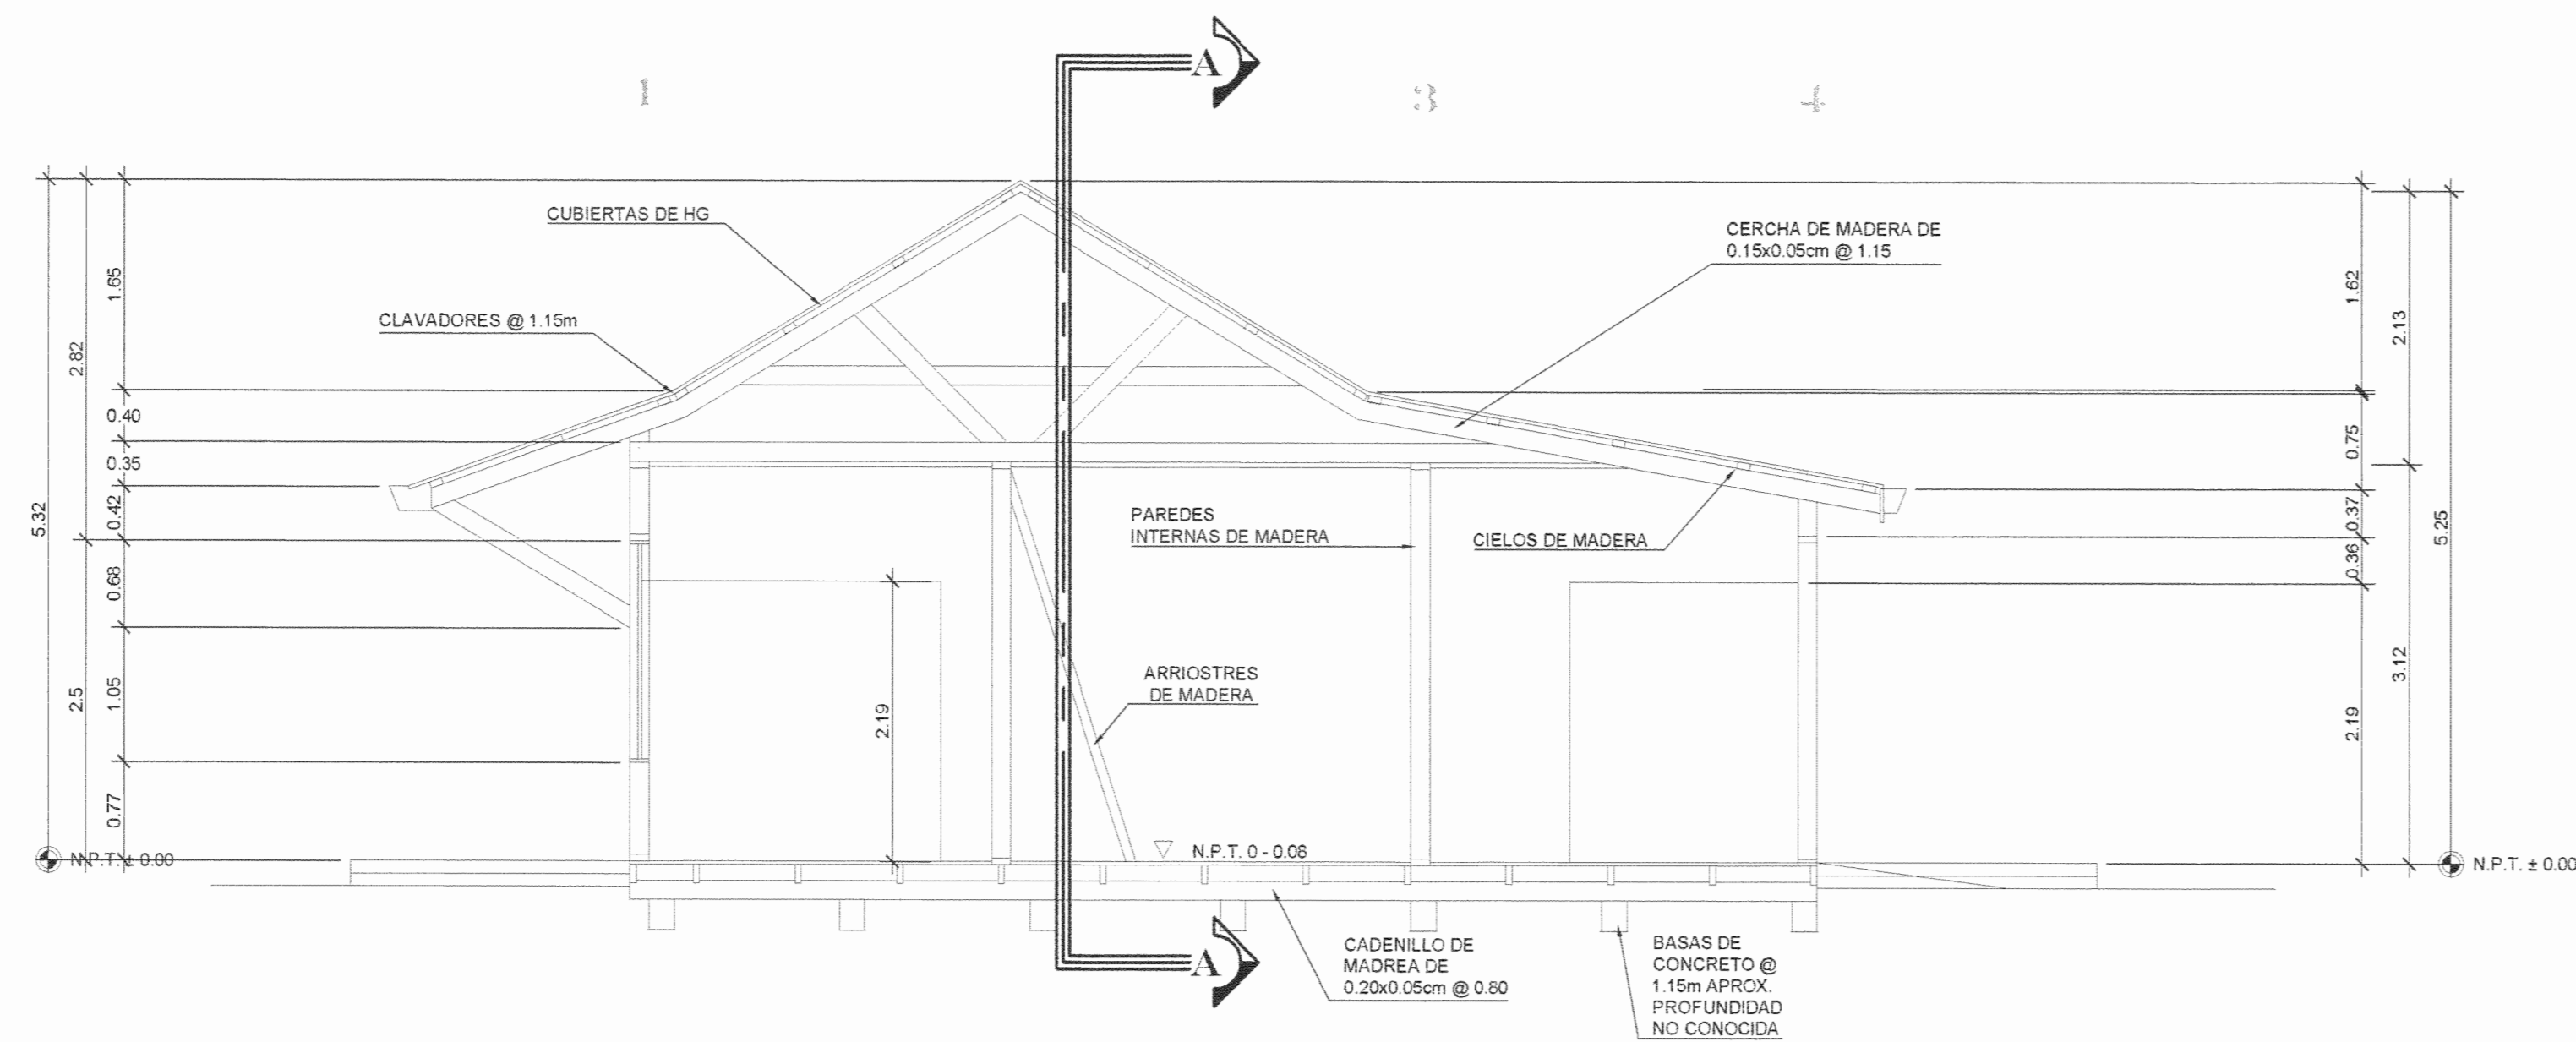 A
CUBIERTAS DE HG
CERCHA DE MADERA DE
0.15x0.05cm @ 1.15
CLAVADORES @ 1.15m
1.65
2.82
0.40
0.35
0.42
5.32
0.68
2.5
1.05
0.77
1.62
2.13
0.75
0.37
0.36
5.25
3.12
2.19
PAREDES
INTERNAS DE MADERA
CIELOS DE MADERA
ARRIOSTRES
DE MADERA
2.19
N.P.T. ± 0.00
N.P.T. 0 - 0.08
N.P.T. ± 0.00
A
CADENILLO DE
MADREA DE
0.20x0.05cm @ 0.80
BASAS DE
CONCRETO @
1.15m APROX.
PROFUNDIDAD
NO CONOCIDA